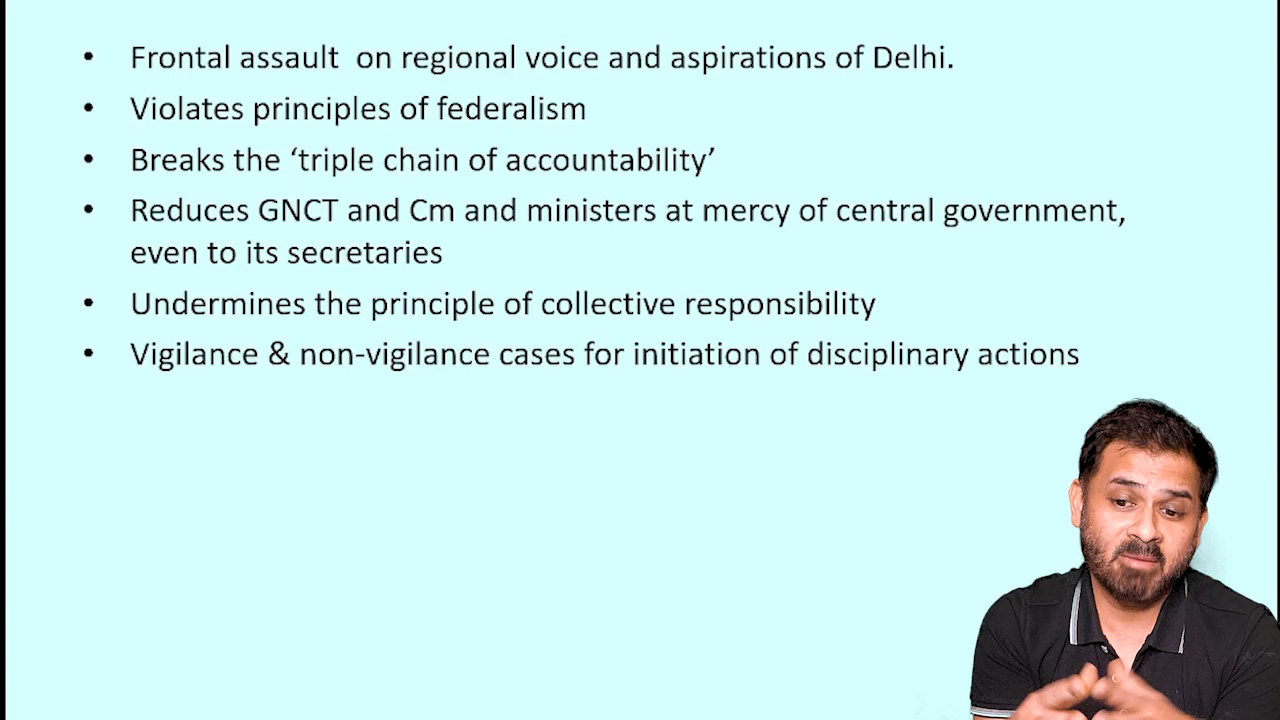 • Frontal assault  on regional voice and aspirations of Delhi.
• Violates principles of federalism
• Breaks the ‘triple chain of accountability’
• Reduces GNCT and Cm and ministers at mercy of central government,
even to its secretaries
• Undermines the principle of collective responsibility
• Vigilance & non-vigilance cases for initiation of disciplinary actions